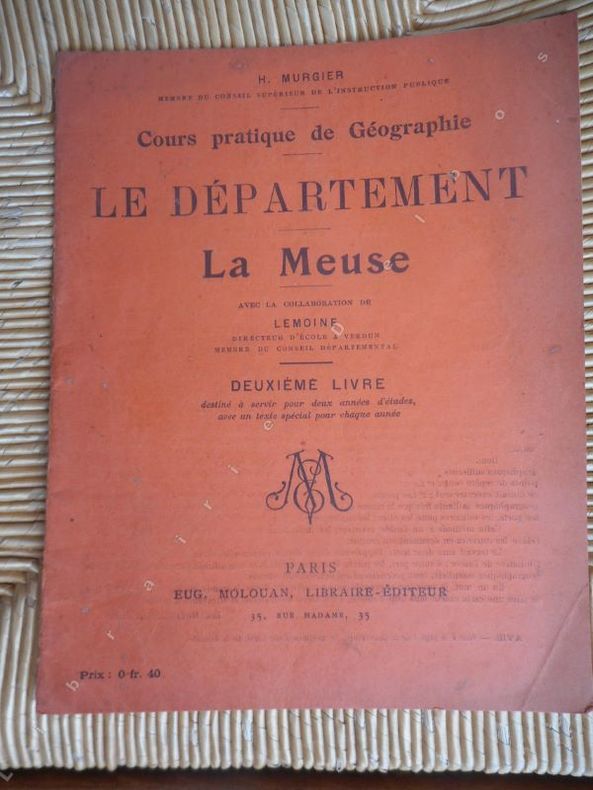 H. MURGIER
MEMBRE DU CONSEIL SUPÉRIEUR DE L'INSTRUCTION PUBLIQUE
Cours pratique de Géographie
LE DÉPARTEMENT
La Meuse
AVEC LA COLLABORATION DE
LEMOINE
DIRECTEUR D'ÉCOLE A VERDUN
MEMBRE DU CONSEIL DÉPARTEMENTAL
DEUXIÈME LIVRE
destiné à servir pour deux années d'études,
avec un texte spécial pour chaque année
PARIS
EUG. MOLOUAN, LIBRAIRE-ÉDITEUR
35, RUE MADAME, 35
Prix : 0 fr. 40